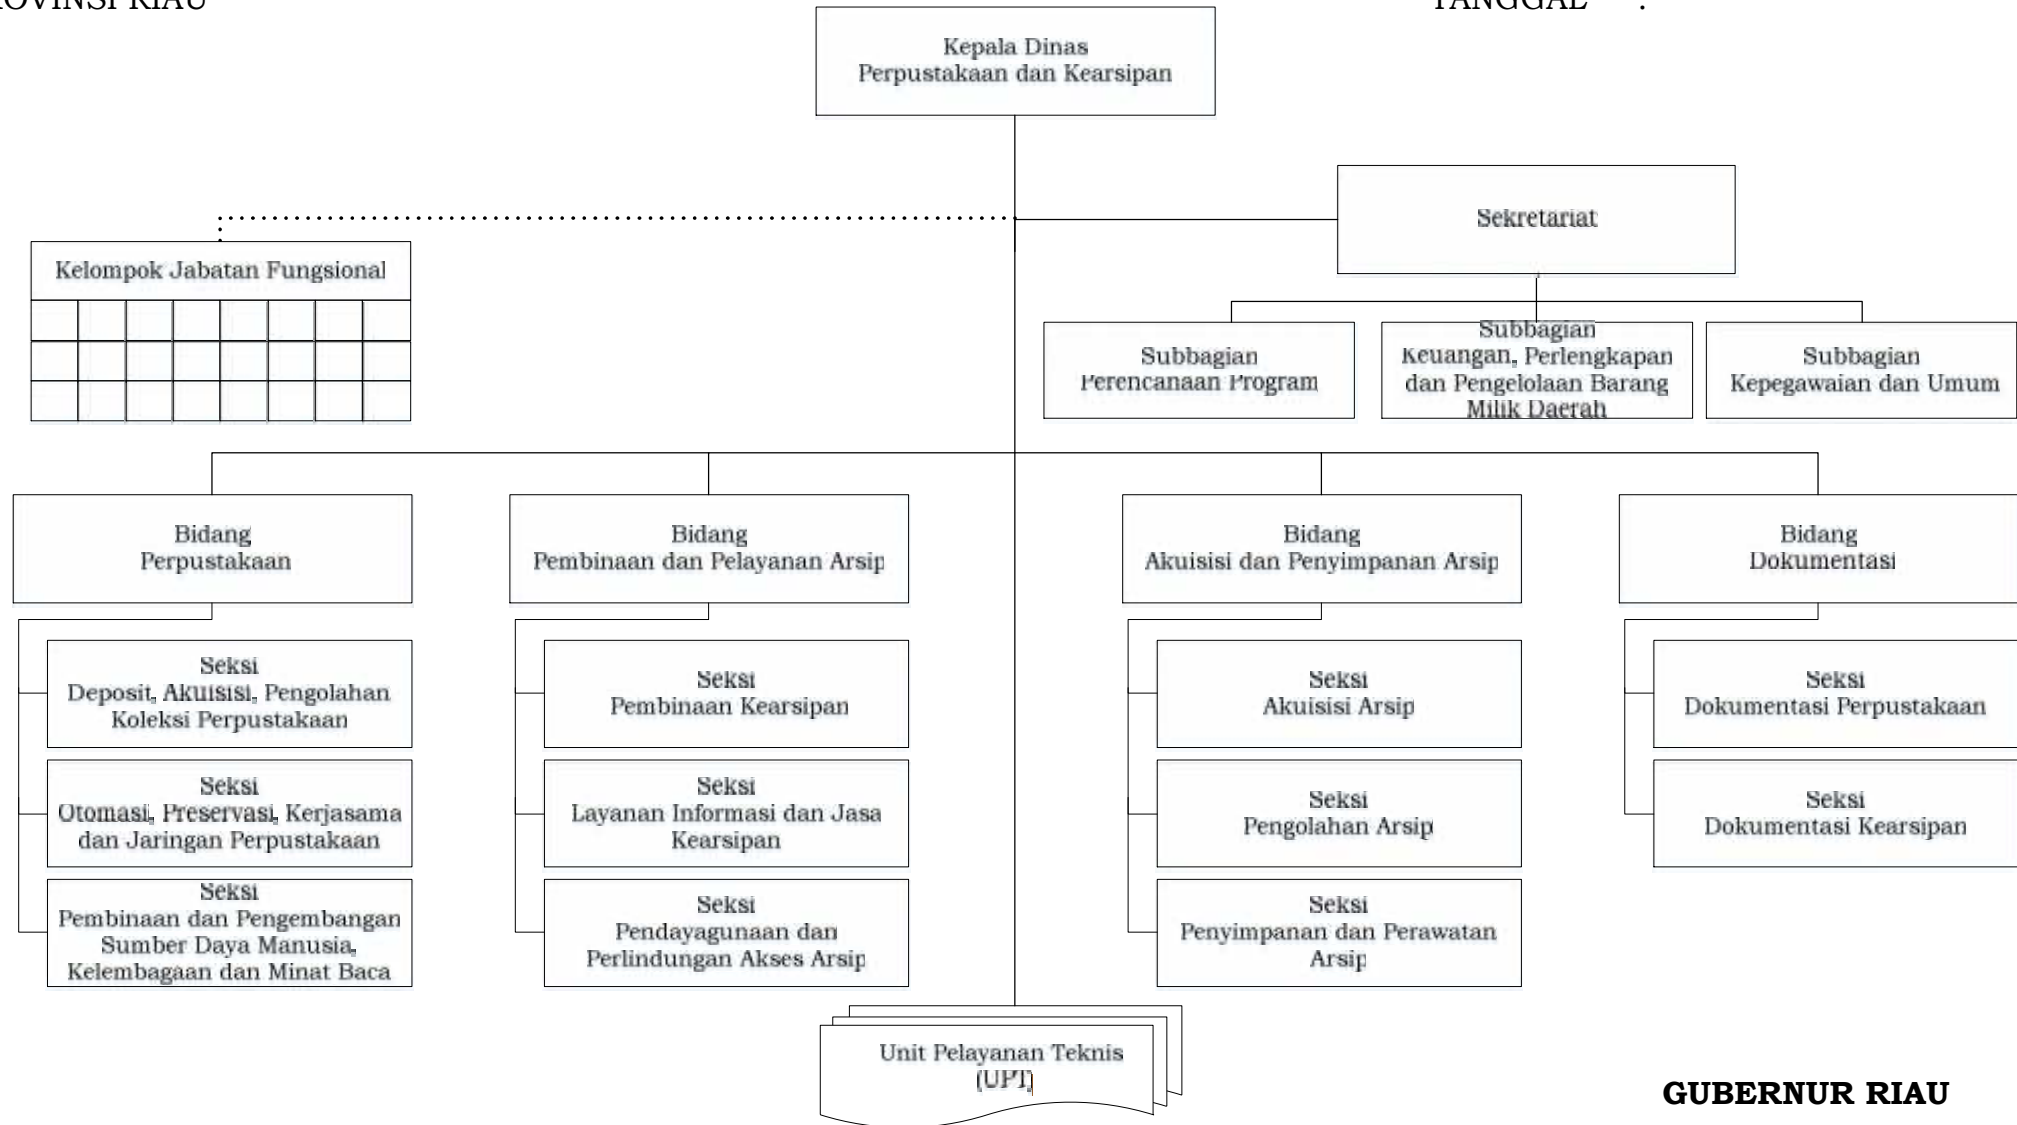 PROVINSI RIAU
TANGGAL :
Kepala Dinas
Perpustakaan dan Kearsipan
Sekretariat
Kelompok Jabatan Fungsional
Subbagian
Perencanaan Program
Subbagian
Keuangan, Perlengkapan
dan Pengelolaan Barang
Milik Daerah
Subbagian
Kepegawaian dan Umum
Bidang
Perpustakaan
Bidang
Pembinaan dan Pelayanan Arsip
Bidang
Akuisisi dan Penyimpanan Arsip
Bidang
Dokumentasi
Seksi
Deposit, Akuisisi, Pengolahan
Koleksi Perpustakaan
Seksi
Otomasi, Preservasi, Kerjasama
dan Jaringan Perpustakaan
Seksi
Pembinaan dan Pengembangan
Sumber Daya Manusia,
Kelembagaan dan Minat Baca
Seksi
Pembinaan Kearsipan
Seksi
Layanan Informasi dan Jasa
Kearsipan
Seksi
Pendayagunaan dan
Perlindungan Akses Arsip
Seksi
Akuisisi Arsip
Seksi
Pengolahan Arsip
Seksi
Penyimpanan dan Perawatan
Arsip
Seksi
Dokumentasi Perpustakaan
Seksi
Dokumentasi Kearsipan
Unit Pelayanan Teknis
(UPT)
GUBERNUR RIAU